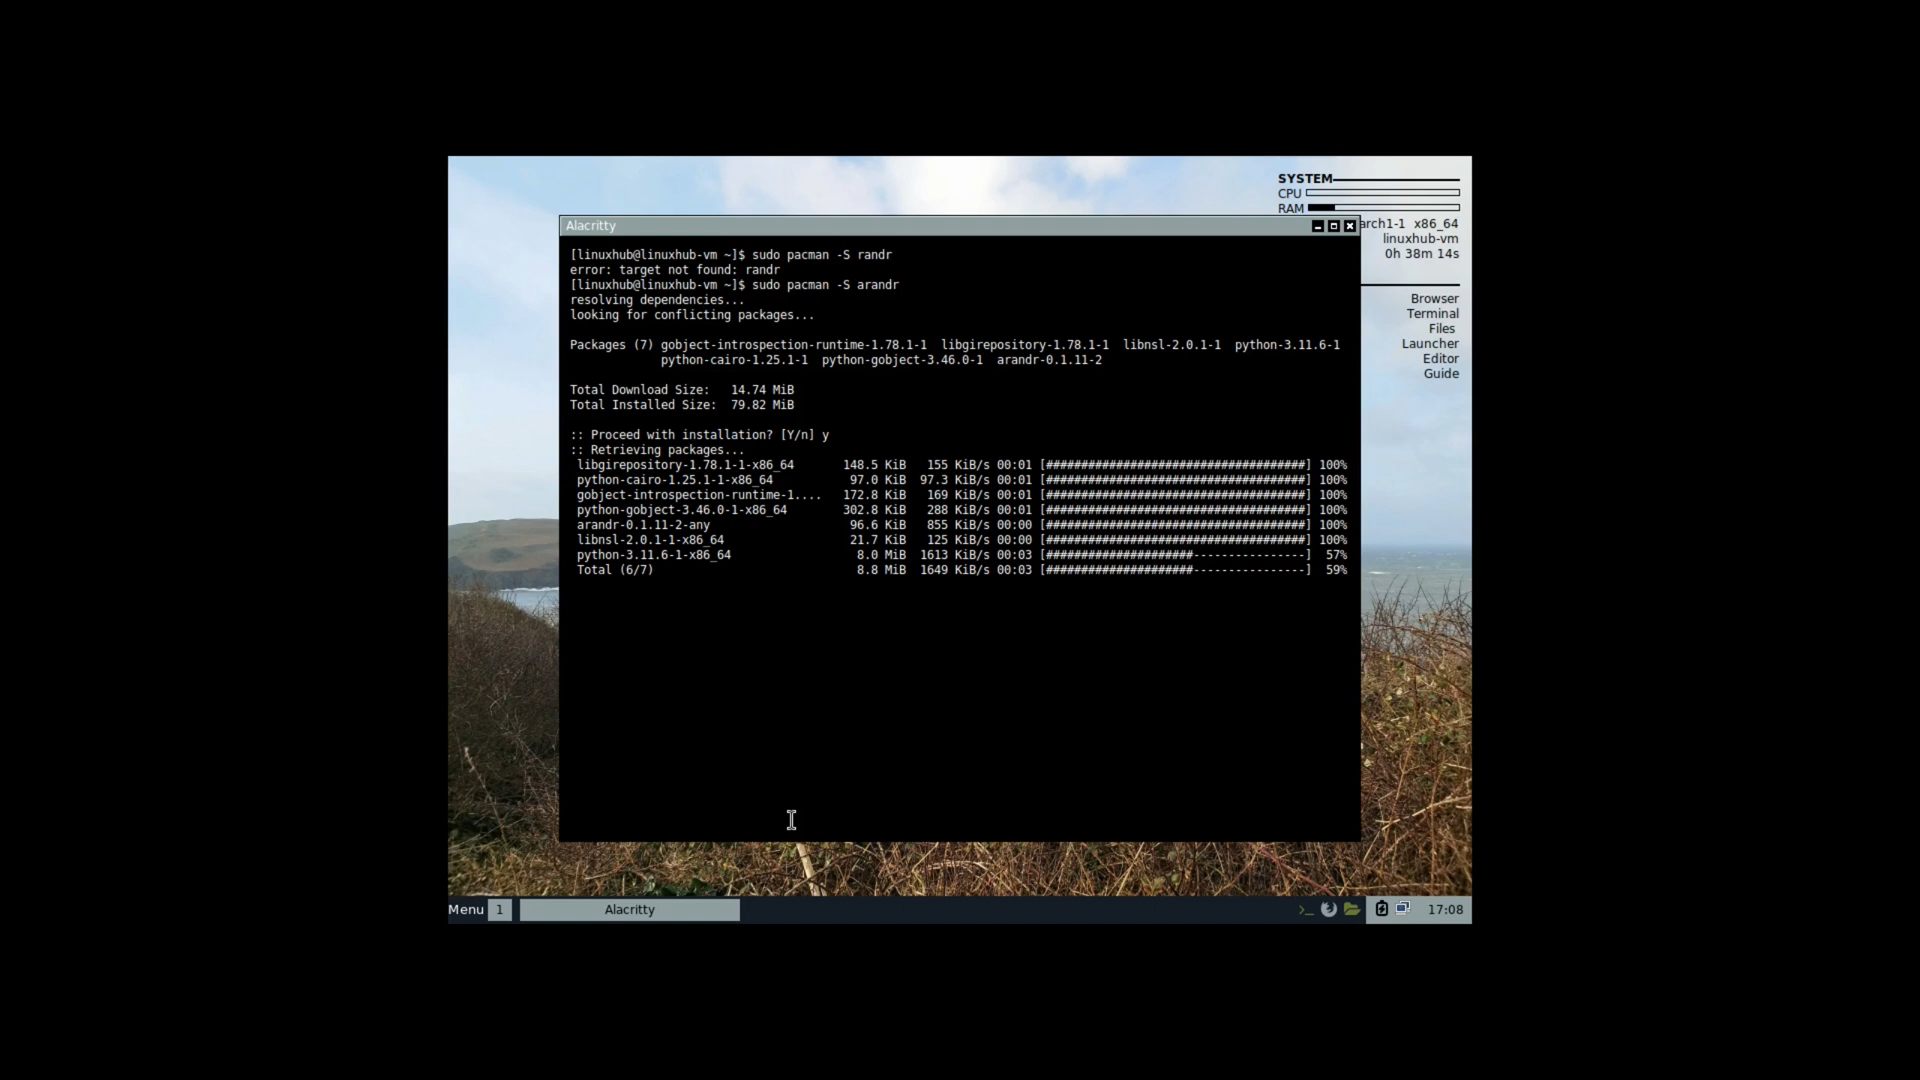 SYSTEM
CPU
RAM
Alacritty
arch1-1 x86_64
linuxhub-vm
0h 38m 14s
Browser
Terminal
Files
Launcher
Editor
Guide
[linuxhub@linuxhub-vm ~]$ sudo pacman -S randr
error: target not found: randr
[linuxhub@linuxhub-vm ~]$ sudo pacman -S arandr
resolving dependencies...
looking for conflicting packages...
Packages (7) gobject-introspection-runtime-1.78.1-1  libgirepository-1.78.1-1  libnsl-2.0.1-1  python-3.11.6-1
python-cairo-1.25.1-1  python-gobject-3.46.0-1  arandr-0.1.11-2
Total Download Size:   14.74 MiB
Total Installed Size:  79.82 MiB
:: Proceed with installation? [Y/n] y
:: Retrieving packages...
libgirepository-1.78.1-1-x86_64 148.5 KiB 155 KiB/s 00:01 [#####################################] 100%
python-cairo-1.25.1-1-x86_64 97.0 KiB 97.3 KiB/s 00:01 [#####################################] 100%
gobject-introspection-runtime-1.... 172.8 KiB 169 KiB/s 00:01 [#####################################] 100%
python-gobject-3.46.0-1-x86_64 302.8 KiB 288 KiB/s 00:01 [#####################################] 100%
arandr-0.1.11-2-any 96.6 KiB 855 KiB/s 00:00 [#####################################] 100%
libnsl-2.0.1-1-x86_64 21.7 KiB 125 KiB/s 00:00 [#####################################] 100%
python-3.11.6-1-x86_64 8.0 MiB 1613 KiB/s 00:03 [#####################----------------] 57%
Total (6/7) 8.8 MiB 1649 KiB/s 00:03 [#####################----------------] 59%
Menu 1 Alacritty >_ 17:08